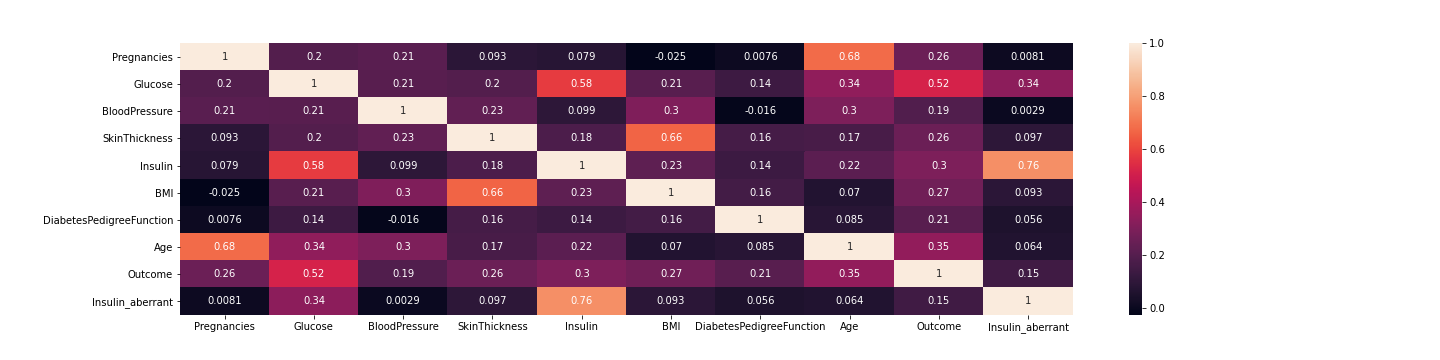 Pregnancies 1 0.2 0.21 0.093 0.079 -0.025 0.0076 0.68 0.26 0.0081
Glucose 0.2 1 0.21 0.2 0.58 0.21 0.14 0.34 0.52 0.34
BloodPressure 0.21 0.21 1 0.23 0.099 0.3 -0.016 0.3 0.19 0.0029
SkinThickness 0.093 0.2 0.23 1 0.18 0.66 0.16 0.17 0.26 0.097
Insulin 0.079 0.58 0.099 0.18 1 0.23 0.14 0.22 0.3 0.76
BMI -0.025 0.21 0.3 0.66 0.23 1 0.16 0.07 0.27 0.093
DiabetesPedigreeFunction 0.0076 0.14 -0.016 0.16 0.14 0.16 1 0.085 0.21 0.056
Age 0.68 0.34 0.3 0.17 0.22 0.07 0.085 1 0.35 0.064
Outcome 0.26 0.52 0.19 0.26 0.3 0.27 0.21 0.35 1 0.15
Insulin_aberrant 0.0081 0.34 0.0029 0.097 0.76 0.093 0.056 0.064 0.15 1
Pregnancies Glucose BloodPressure SkinThickness Insulin BMI DiabetesPedigreeFunction Age Outcome Insulin_aberrant
1.0
0.8
0.6
0.4
0.2
0.0